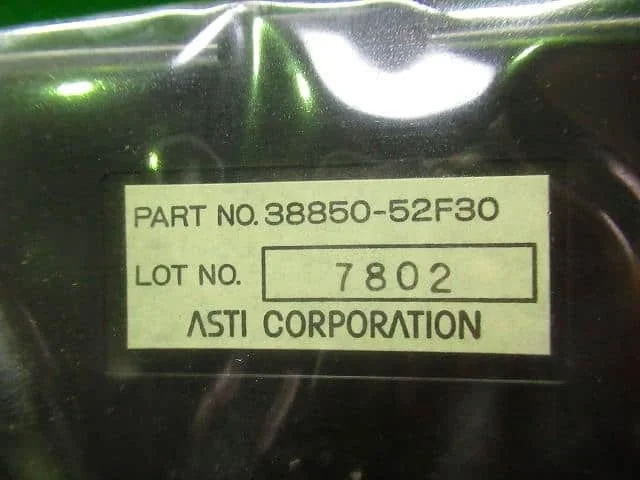 PART NO. 38850-52F30
LOT NO. 7802
ASTI CORPORATION